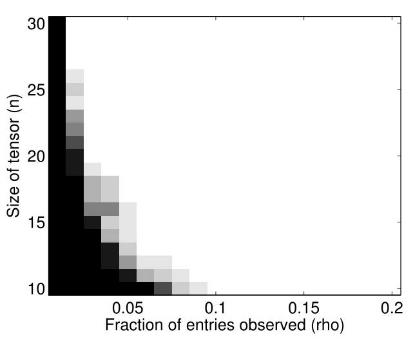 30
25
20
15
10
Size of tensor (n)
0.05 0.1 0.15 0.2
Fraction of entries observed (rho)